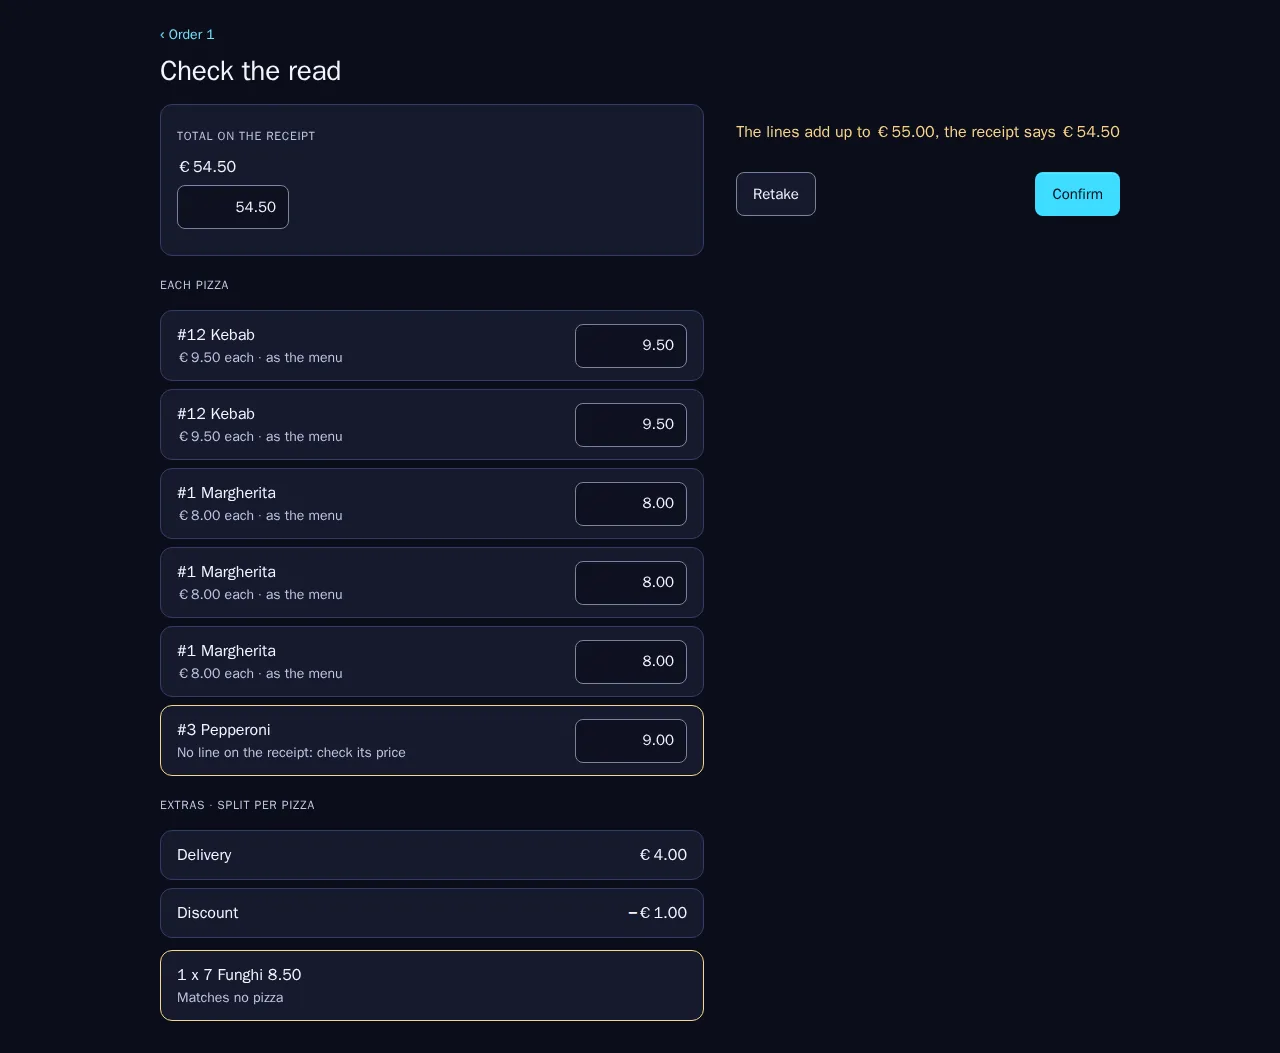 ‹ Order 1
Check the read
TOTAL ON THE RECEIPT
€ 54.50
54.50
The lines add up to € 55.00, the receipt says € 54.50
Retake
Confirm
EACH PIZZA
#12 Kebab
€ 9.50 each · as the menu
9.50
#12 Kebab
€ 9.50 each · as the menu
9.50
#1 Margherita
€ 8.00 each · as the menu
8.00
#1 Margherita
€ 8.00 each · as the menu
8.00
#1 Margherita
€ 8.00 each · as the menu
8.00
#3 Pepperoni
No line on the receipt: check its price
9.00
EXTRAS · SPLIT PER PIZZA
Delivery
€ 4.00
Discount
−€ 1.00
1 x 7 Funghi 8.50
Matches no pizza